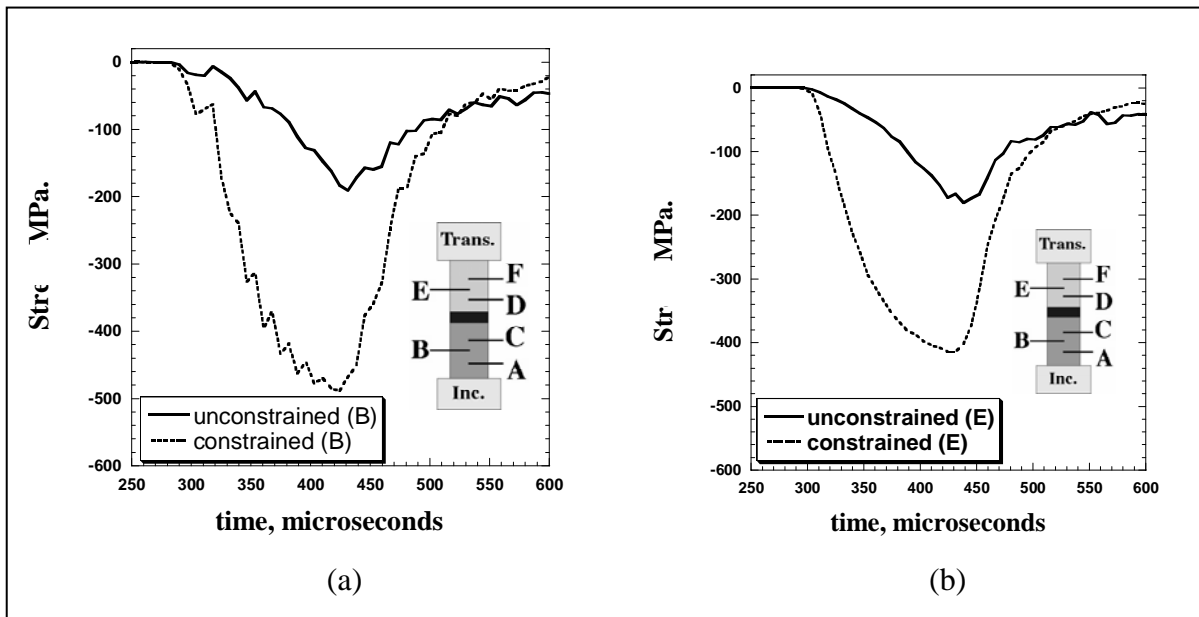 0
-100
-200
-300
-400
-500
-600
Stre MPa.
250 300 350 400 450 500 550 600
time, microseconds
unconstrained (B)
constrained (B)
Trans.
F
E
D
C
B
A
Inc.
(a)
0
-100
-200
-300
-400
-500
-600
Str MPa.
250 300 350 400 450 500 550 600
time, microseconds
unconstrained (E)
constrained (E)
Trans.
F
E
D
C
B
A
Inc.
(b)